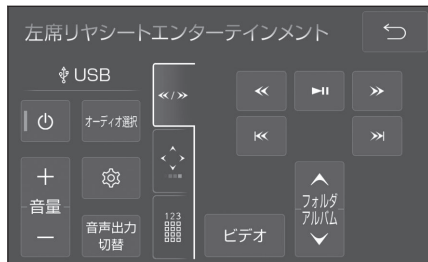 左席リヤシートエンターテインメント
USB
オーディオ選択
+
音量
−
音声出力
切替
123
ビデオ
フォルダ
アルバム